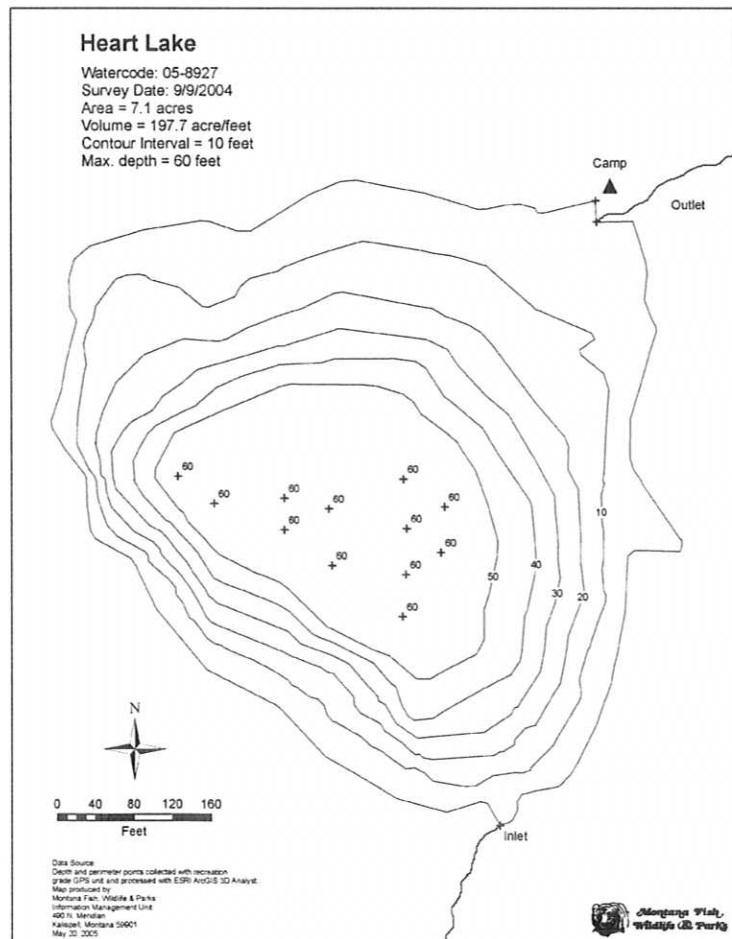 Heart Lake
Watercode: 05-8927
Survey Date: 9/9/2004
Area = 7.1 acres
Volume = 197.7 acre/feet
Contour Interval = 10 feet
Max. depth = 60 feet
Camp
Outlet
60
60
60
60
60
60
60
60
60
60
60
60
10
20
30
40
50
N
0 40 80 120 160
Feet
Inlet
Data Source
Depth and perimeter points collected with recreation
grade GPS unit and processed with ESRI ArcGIS 3D Analyst.
Map produced by
Montana Fish, Wildlife & Parks
Information Management Unit
490 N. Meridian
Kalispell, Montana 59901
May 20, 2005
Montana Fish,
Wildlife & Parks